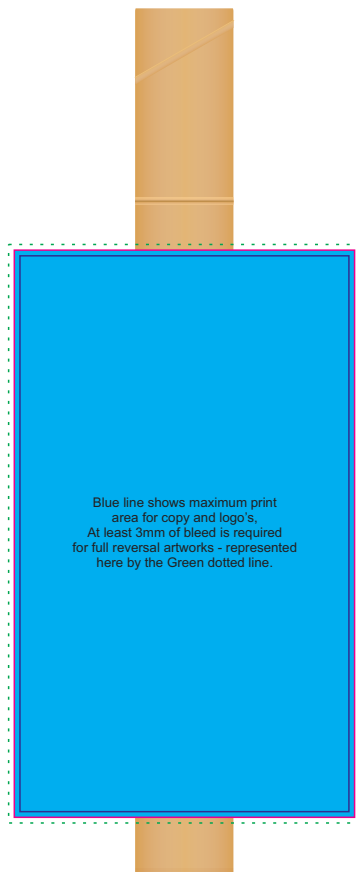 Blue line shows maximum print
area for copy and logo's,
At least 3mm of bleed is required
for full reversal artworks - represented
here by the Green dotted line.